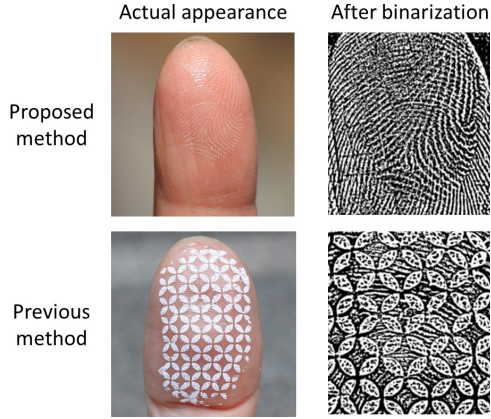 Actual appearance
After binarization
Proposed
method
Previous
method